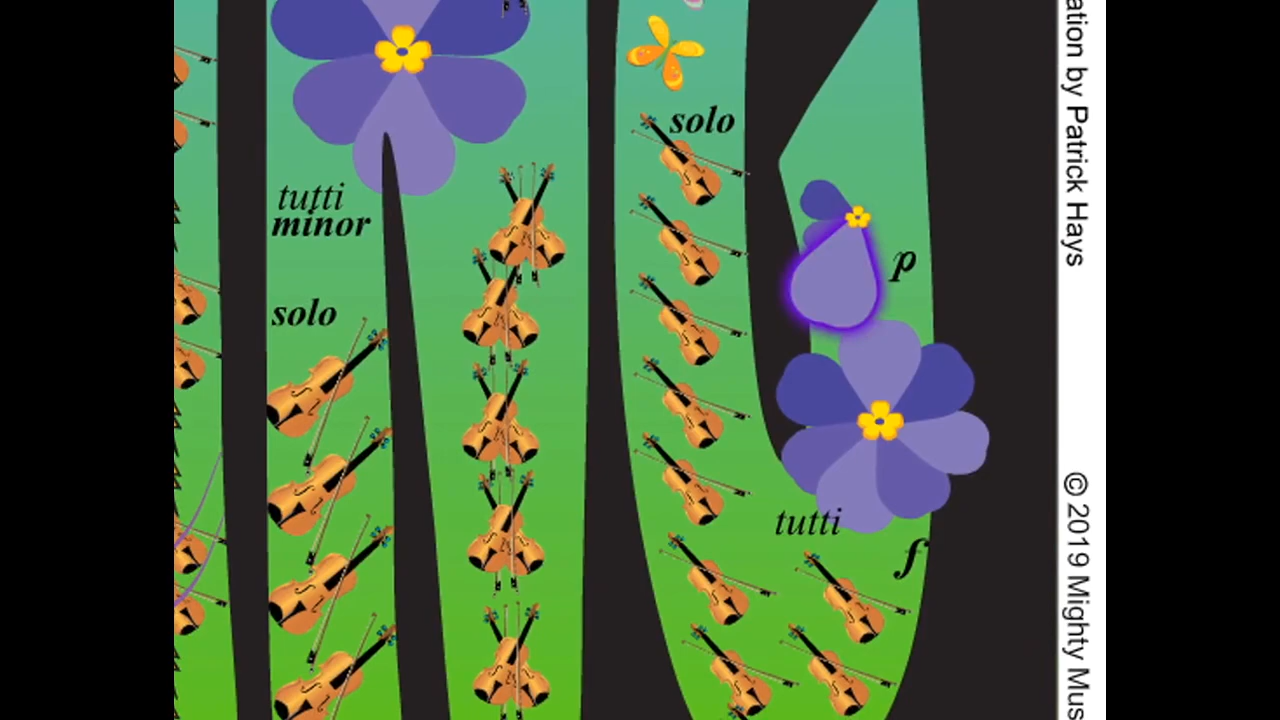 solo
tutti
minor
solo
p
tutti
f
ation by Patrick Hays
© 2019 Mighty Mus